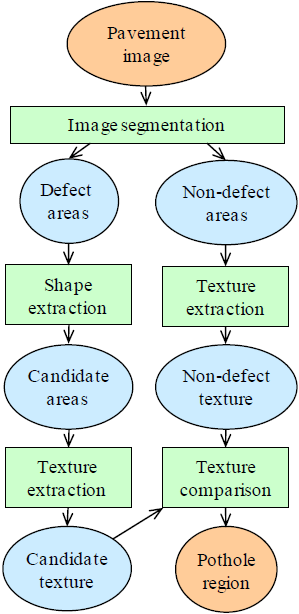 Pavement
image
Image segmentation
Defect
areas
Non-defect
areas
Shape
extraction
Texture
extraction
Candidate
areas
Non-defect
texture
Texture
extraction
Texture
comparison
Candidate
texture
Pothole
region